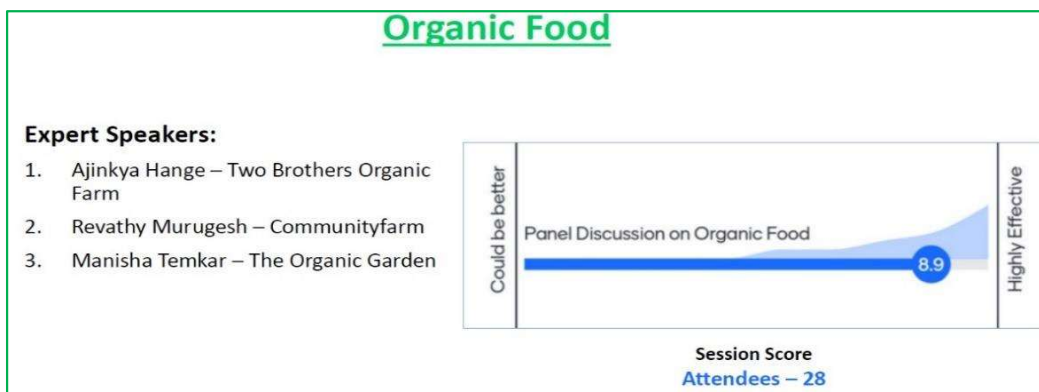 Organic Food
Expert Speakers:
1. Ajinkya Hange – Two Brothers Organic
Farm
2. Revathy Murugesh – Communityfarm
3. Manisha Temkar – The Organic Garden
Could be better
Panel Discussion on Organic Food
8.9
Highly Effective
Session Score
Attendees – 28